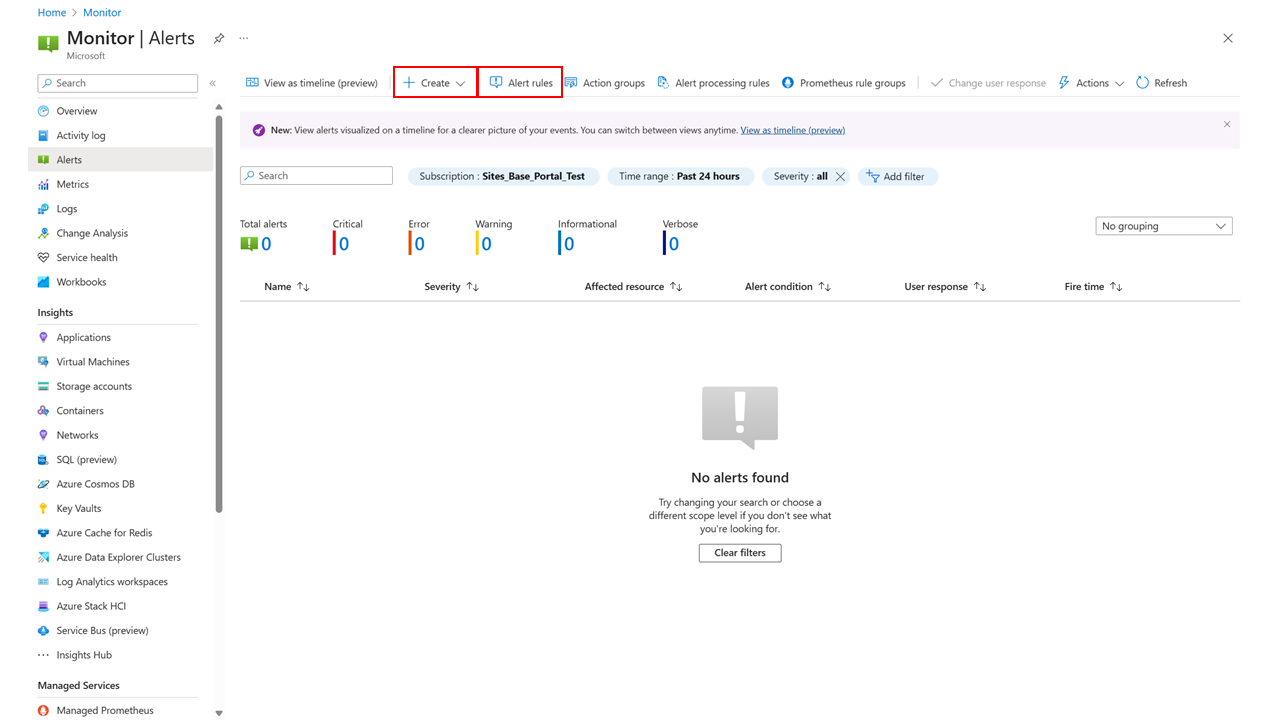 Home > Monitor
Monitor | Alerts
Microsoft
Search
Overview
Activity log
Alerts
Metrics
Logs
Change Analysis
Service health
Workbooks
Insights
Applications
Virtual Machines
Storage accounts
Containers
Networks
SQL (preview)
Azure Cosmos DB
Key Vaults
Azure Cache for Redis
Azure Data Explorer Clusters
Log Analytics workspaces
Azure Stack HCI
Service Bus (preview)
Insights Hub
Managed Services
Managed Prometheus
View as timeline (preview) Create Alert rules Action groups Alert processing rules Prometheus rule groups Change user response Actions Refresh
New: View alerts visualized on a timeline for a clearer picture of your events. You can switch between views anytime. View as timeline (preview)
Search Subscription : Sites_Base_Portal_Test Time range : Past 24 hours Severity : all Add filter
Total alerts Critical Error Warning Informational Verbose
0 0 0 0 0 0
No grouping
Name Severity Affected resource Alert condition User response Fire time
No alerts found
Try changing your search or choose a
different scope level if you don't see what
you're looking for.
Clear filters